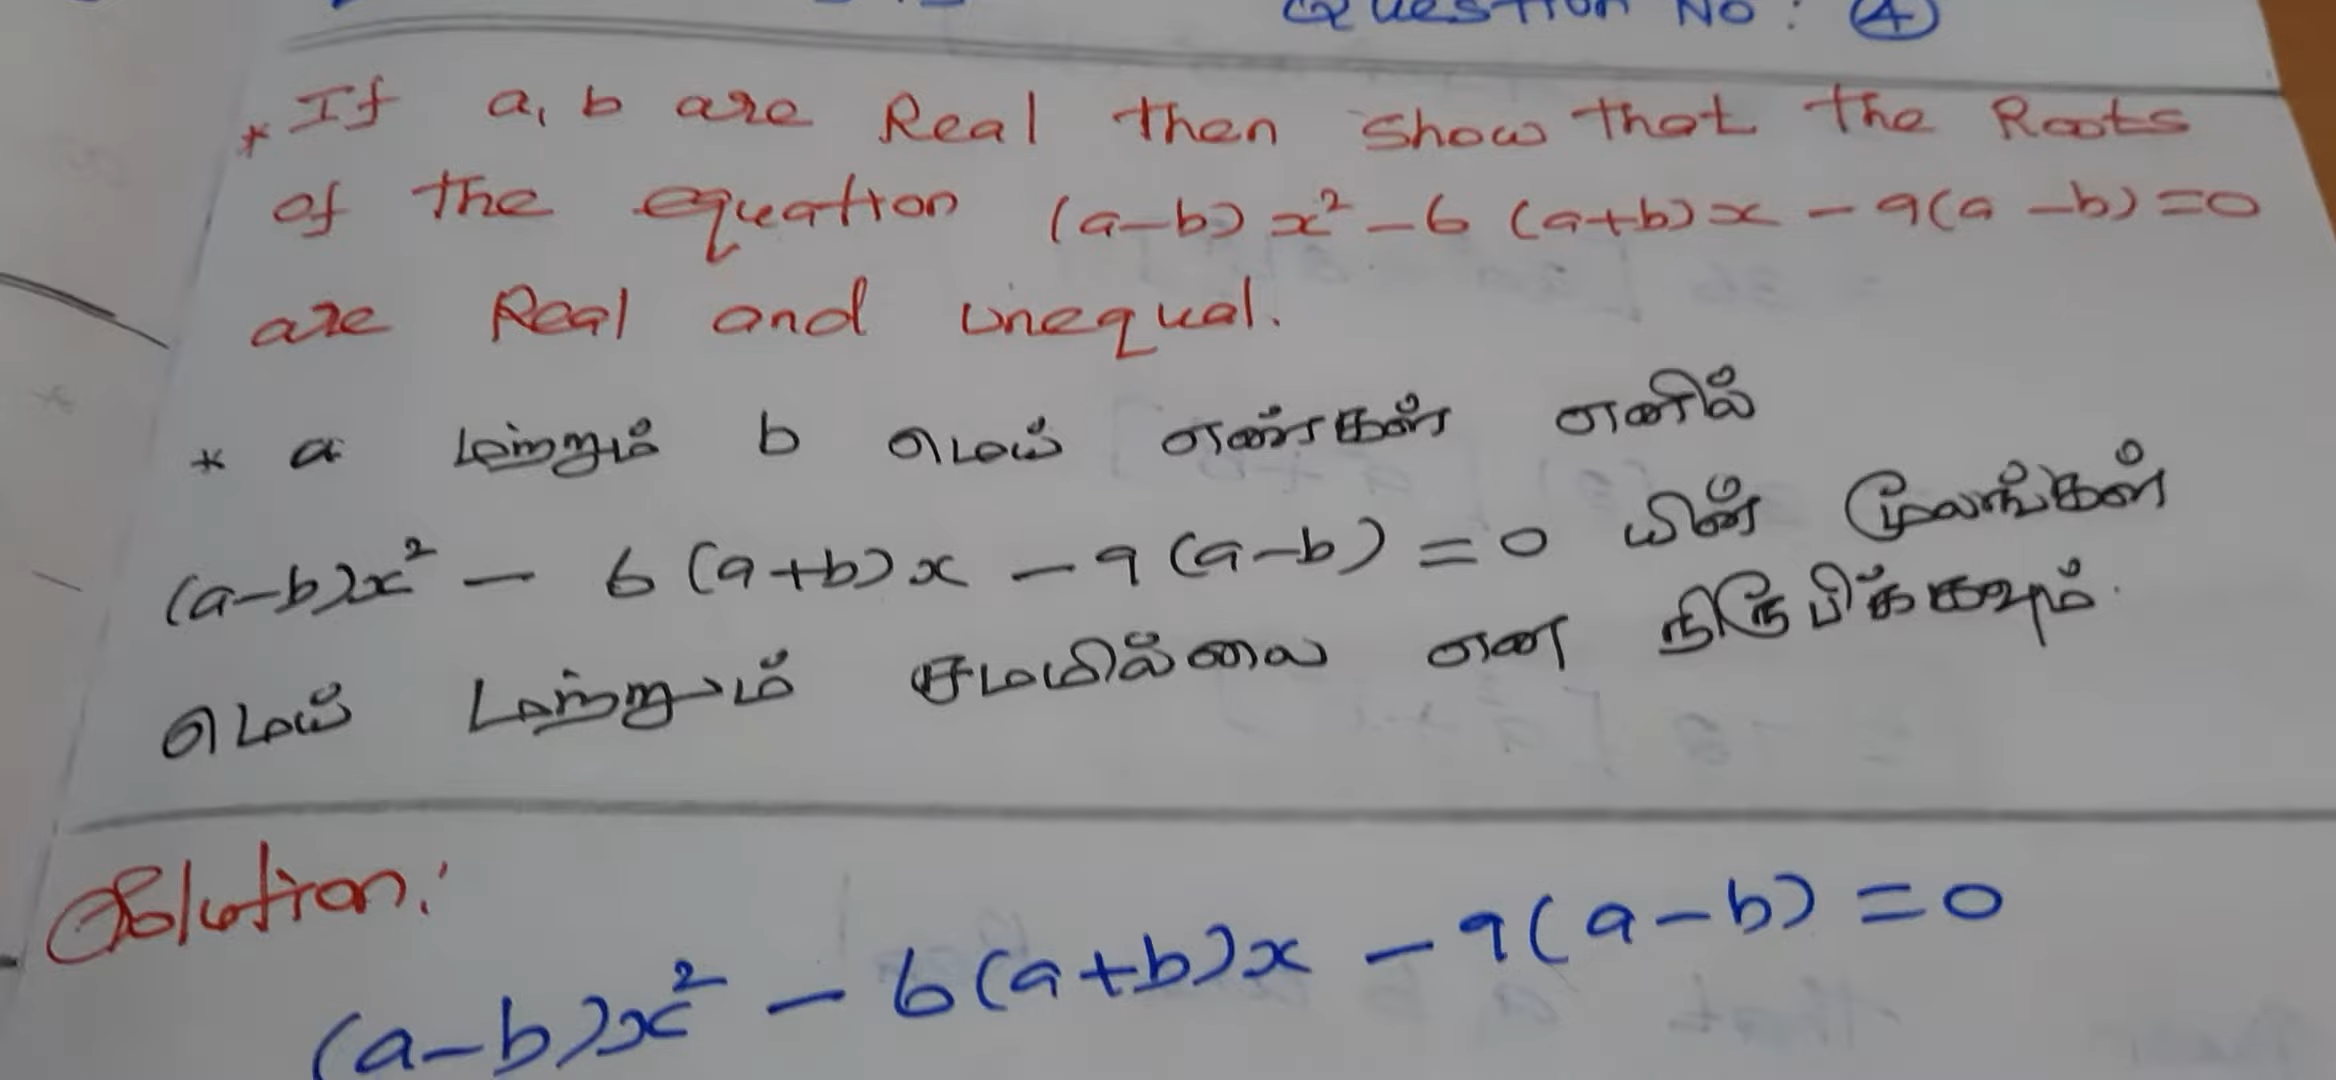 Question No: 4
* If a, b are Real then show that the Roots
of the equation (a-b)x² - 6(a+b)x - 9(a-b)=0
are Real and unequal.
* a மற்றும் b மெய் எண்கள் எனில்
(a-b)x² - 6(a+b)x - 9(a-b)=0 யின் மூலங்கள்
மெய் மற்றும் சமமில்லை என நிரூபிக்கவும்.
Solution:
(a-b)x² - 6(a+b)x - 9(a-b)=0